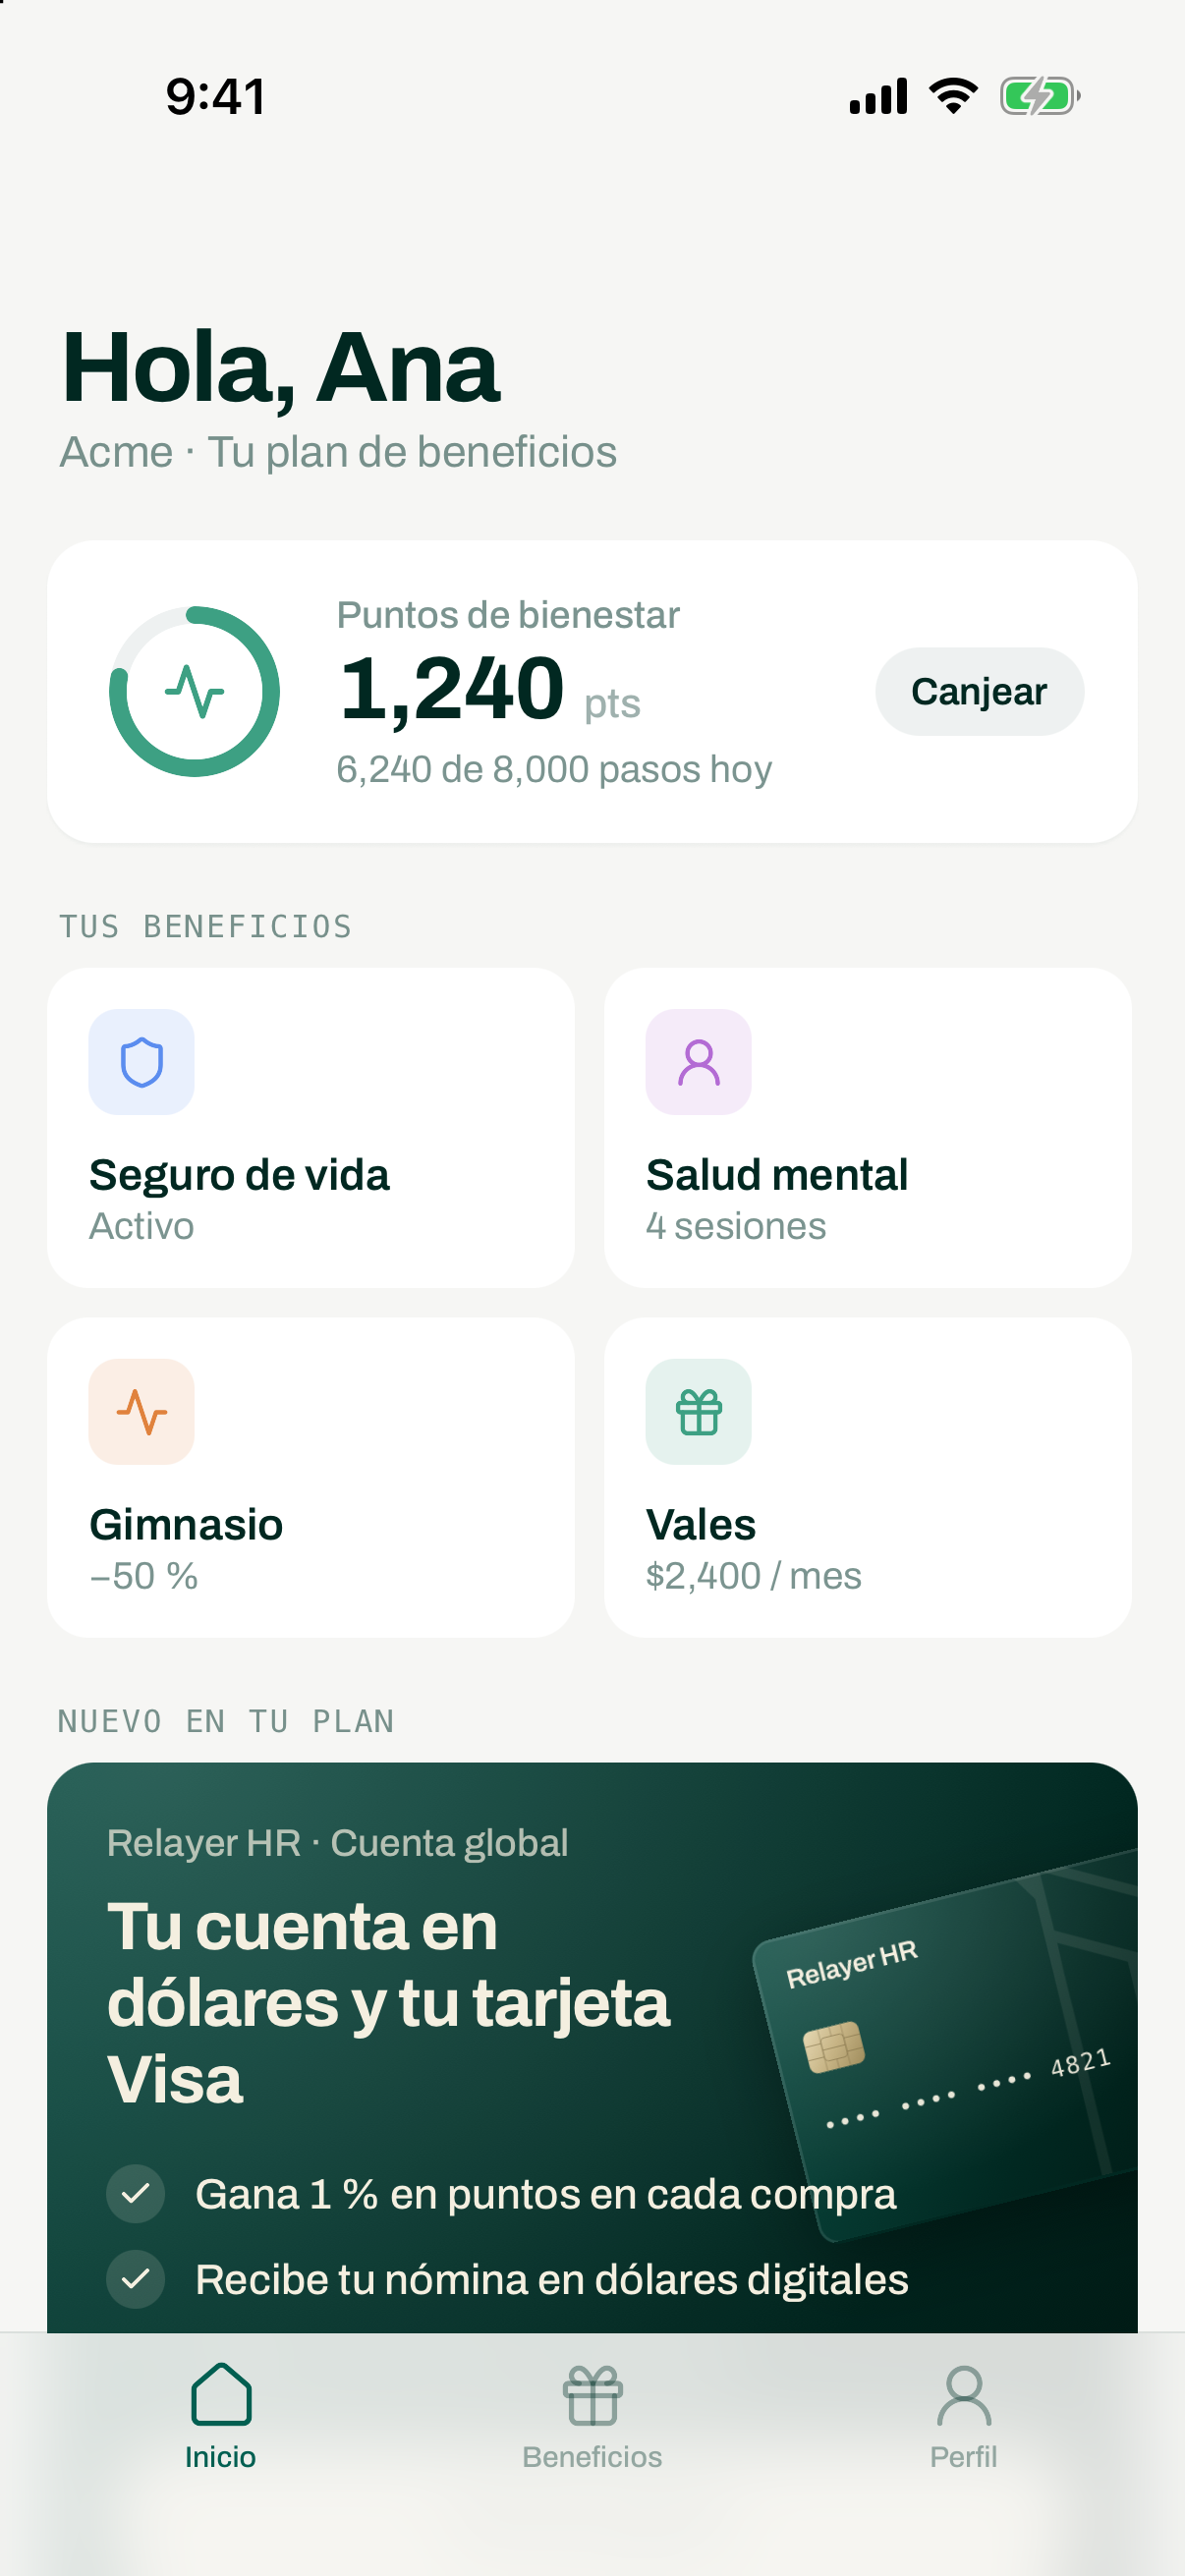 9:41
Hola, Ana
Acme · Tu plan de beneficios
Puntos de bienestar
1,240 pts
Canjear
6,240 de 8,000 pasos hoy
TUS BENEFICIOS
Seguro de vida
Activo
Salud mental
4 sesiones
Gimnasio
−50 %
Vales
$2,400 / mes
NUEVO EN TU PLAN
Relayer HR · Cuenta global
Tu cuenta en
dólares y tu tarjeta
Visa
Relayer HR
•••• •••• •••• 4821
Gana 1 % en puntos en cada compra
Recibe tu nómina en dólares digitales
Inicio
Beneficios
Perfil